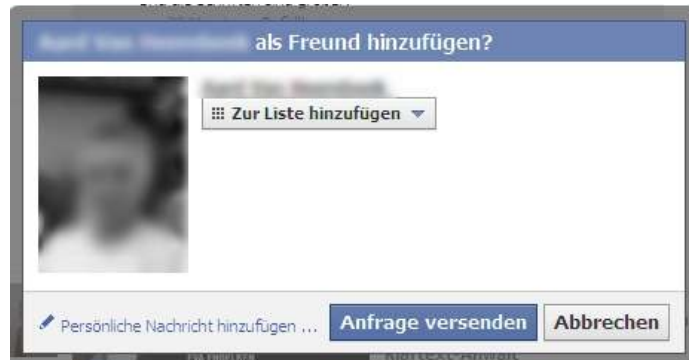 als Freund hinzufügen?
Zur Liste hinzufügen
Persönliche Nachricht hinzufügen ...
Anfrage versenden
Abbrechen